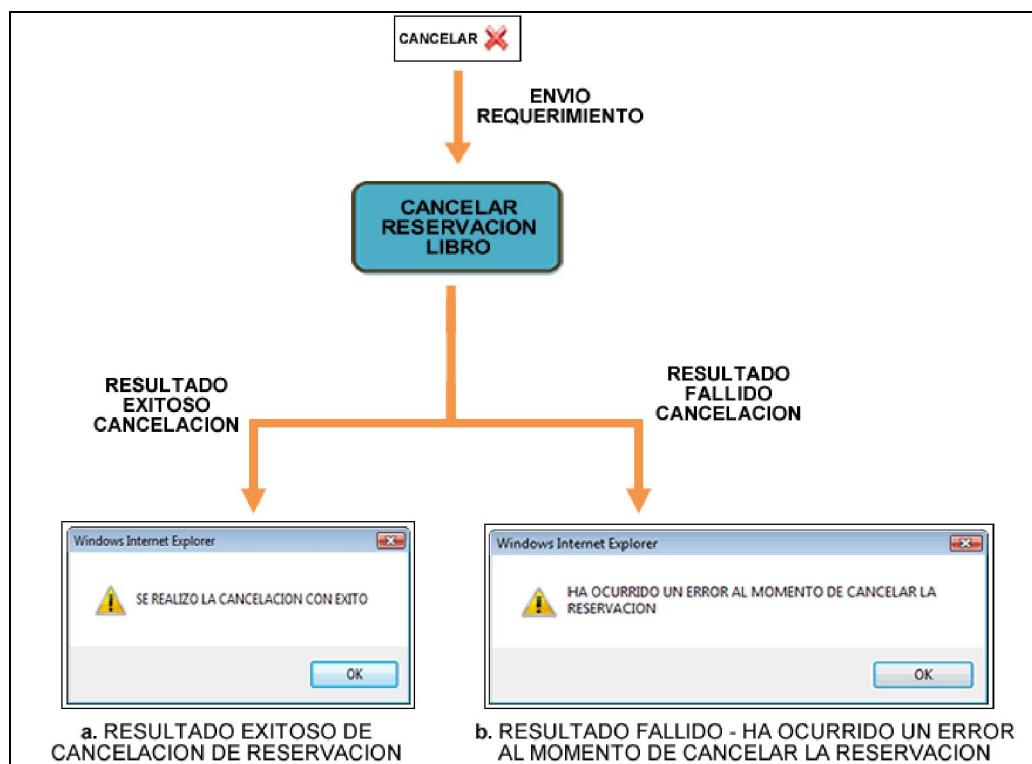 CANCELAR
ENVIO
REQUERIMIENTO
CANCELAR
RESERVACION
LIBRO
RESULTADO
EXITOSO
CANCELACION
RESULTADO
FALLIDO
CANCELACION
Windows Internet Explorer
SE REALIZO LA CANCELACION CON EXITO
OK
Windows Internet Explorer
HA OCURRIDO UN ERROR AL MOMENTO DE CANCELAR LA
RESERVACION
OK
a. RESULTADO EXITOSO DE
CANCELACION DE RESERVACION
b. RESULTADO FALLIDO - HA OCURRIDO UN ERROR
AL MOMENTO DE CANCELAR LA RESERVACION